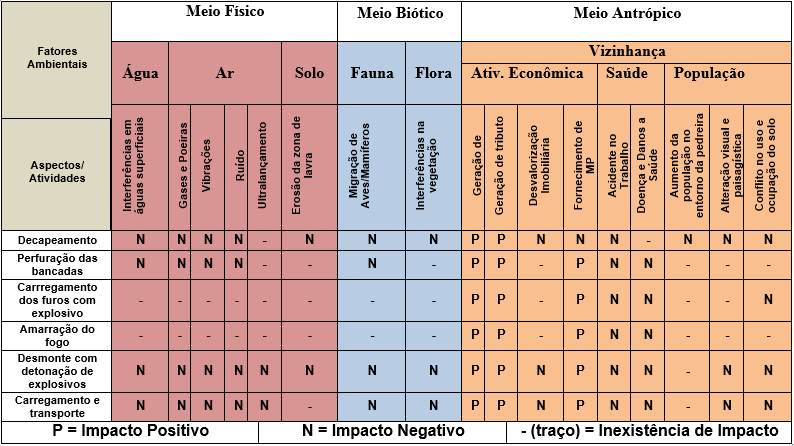 Meio Físico Meio Biótico Meio Antrópico
Fatores Ambientais
Vizinhança
Água Ar Solo Fauna Flora Ativ. Econômica Saúde População
Aspectos/ Atividades
Interferências em águas superficiais
Gases e Poeiras
Vibrações
Ruído
Ultralançamento
Erosão da zona de lavra
Migração de Aves/Mamíferos
Interferências na vegetação
Geração de
Geração de tributo
Desvalorização Imobiliária
Fornecimento de MP
Acidente no Trabalho
Doença e Danos a Saúde
Aumento da população no entorno da pedreira
Alteração visual e paisagística
Conflito no uso e ocupação do solo
Decapeamento N N N N - N N N P P N N N - N N N
Perfuração das bancadas N N N N - - N - P P - P N N - - -
Carrregamento dos furos com explosivo - - - - - - - - P P - P N N - - N
Amarração do fogo - - - - - - - - P P - P N N - - -
Desmonte com detonação de explosivos N N N N N N N N P P N P N N - N N
Carregamento e transporte N N N N N - N N P P N P N N - N N
P = Impacto Positivo N = Impacto Negativo - (traço) = Inexistência de Impacto